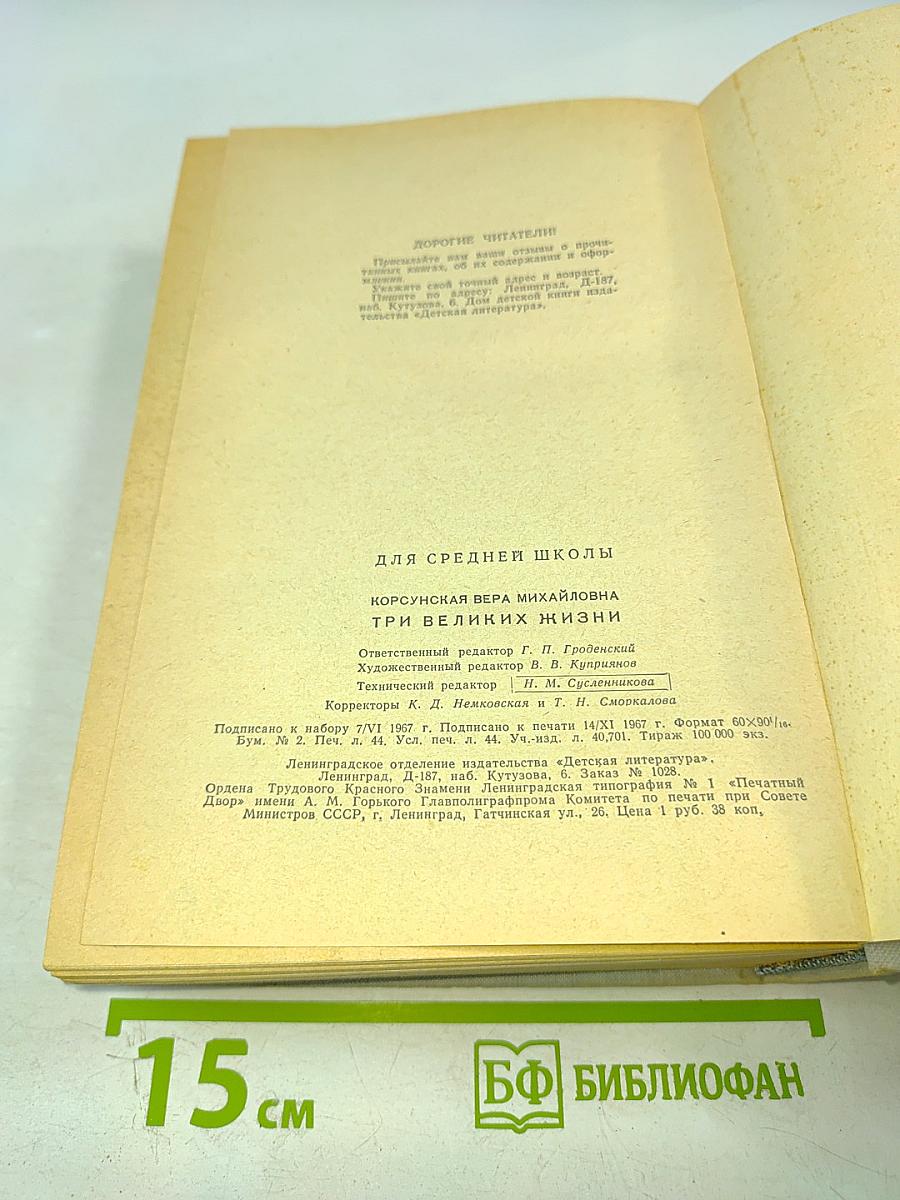 ДОРОГИЕ ЧИТАТЕЛИ!
Присылайте нам ваши отзывы о прочи-
танных книгах, об их содержании и офор-
млении.
Укажите свой точный адрес и возраст.
Пишите по адресу: Ленинград, Д-187,
наб. Кутузова, 6. Дом детской книги изда-
тельства «Детская литература».
ДЛЯ СРЕДНЕЙ ШКОЛЫ
КОРСУНСКАЯ ВЕРА МИХАЙЛОВНА
ТРИ ВЕЛИКИХ ЖИЗНИ
Ответственный редактор Г. П. Гроденский
Художественный редактор В. В. Куприянов
Технический редактор Н. М. Сусленникова
Корректоры К. Д. Немковская и Т. Н. Сморкалова
Подписано к набору 7/VI 1967 г. Подписано к печати 14/XI 1967 г. Формат 60×90¹/₁₆.
Бум. № 2. Печ. л. 44. Усл. печ. л. 44. Уч.-изд. л. 40,701. Тираж 100 000 экз.
Ленинградское отделение издательства «Детская литература».
Ленинград, Д-187, наб. Кутузова, 6. Заказ № 1028.
Ордена Трудового Красного Знамени Ленинградская типография № 1 «Печатный
Двор» имени А. М. Горького Главполиграфпрома Комитета по печати при Совете
Министров СССР, г. Ленинград, Гатчинская ул., 26. Цена 1 руб. 38 коп.
15 см
БФ БИБЛИОФАН